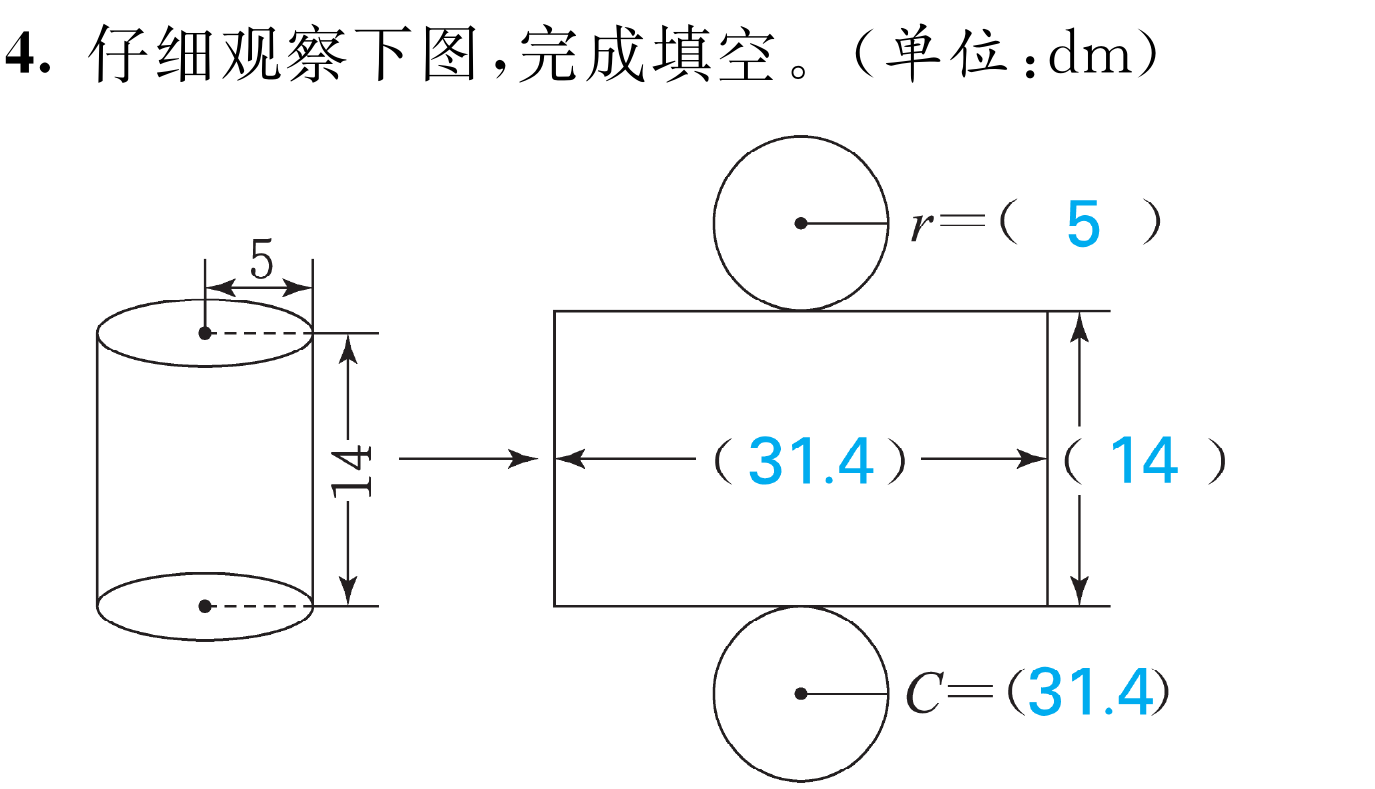 4. 仔细观察下图,完成填空。(单位:dm)
r=( 5 )
5
14
(31.4)
( 14 )
C=(31.4)